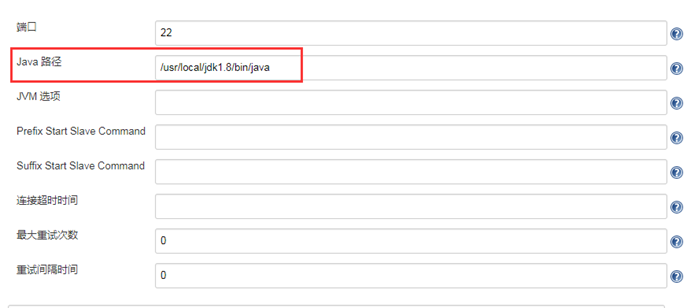 端口
22
Java 路径
/usr/local/jdk1.8/bin/java
JVM 选项
Prefix Start Slave Command
Suffix Start Slave Command
连接超时时间
最大重试次数
0
重试间隔时间
0